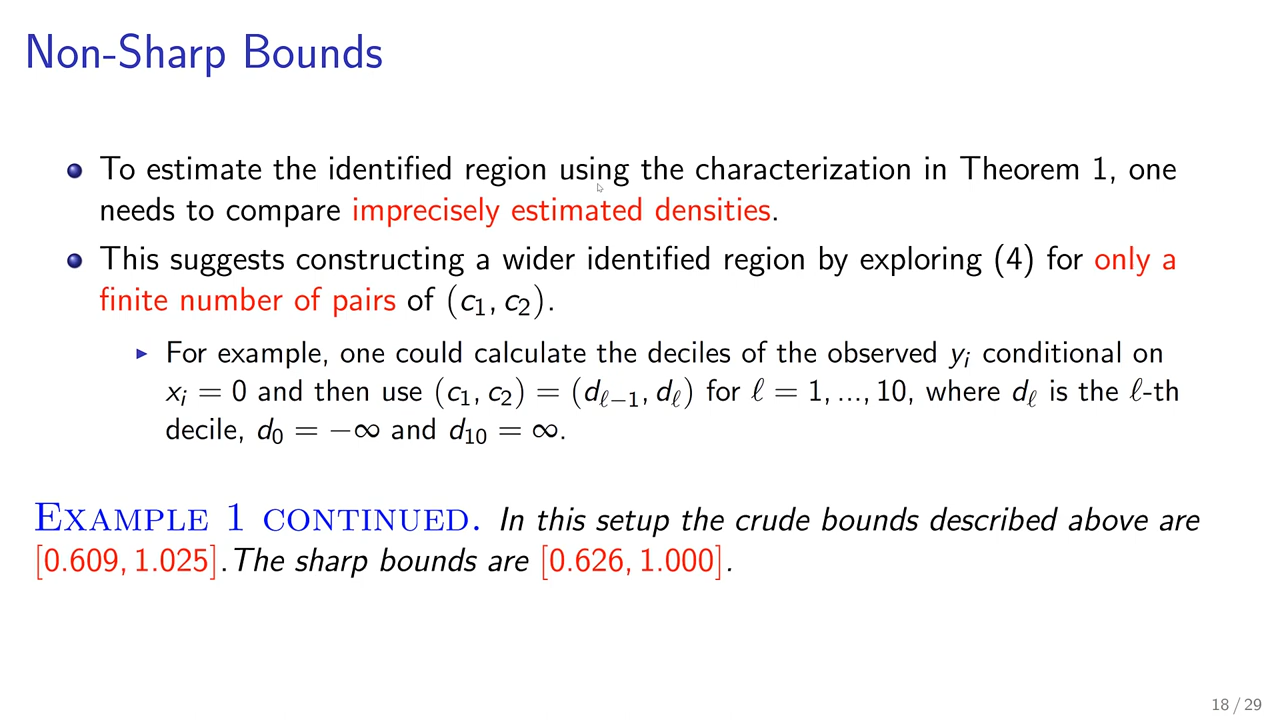 Non-Sharp Bounds
To estimate the identified region using the characterization in Theorem 1, one
needs to compare imprecisely estimated densities.
This suggests constructing a wider identified region by exploring (4) for only a
finite number of pairs of (c₁, c₂).
For example, one could calculate the deciles of the observed yᵢ conditional on
xᵢ = 0 and then use (c₁, c₂) = (dℓ₋₁, dℓ) for ℓ = 1, ..., 10, where dℓ is the ℓ-th
decile, d₀ = −∞ and d₁₀ = ∞.
EXAMPLE 1 CONTINUED. In this setup the crude bounds described above are
[0.609, 1.025]. The sharp bounds are [0.626, 1.000].
18 / 29